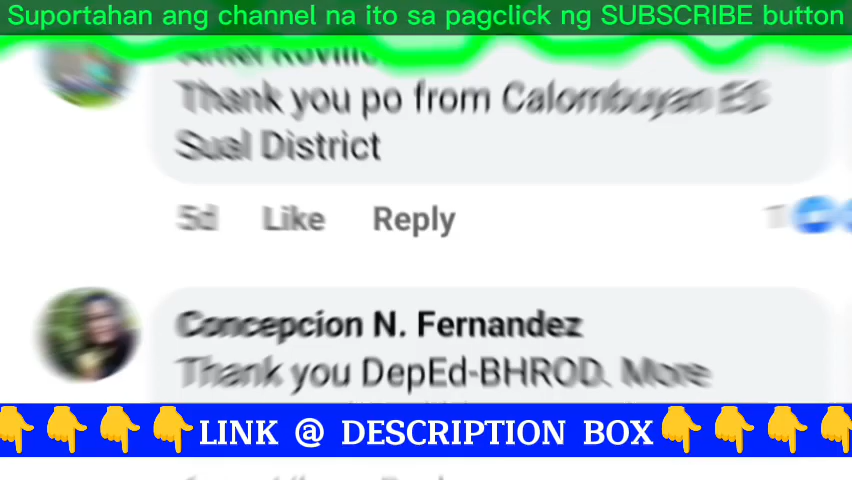 Suportahan ang channel na ito sa pagclick ng SUBSCRIBE button
Thank you po from Calombuyan ES
Sual District
5d Like Reply
Concepcion N. Fernandez
Thank you DepEd-BHROD. More
LINK @ DESCRIPTION BOX